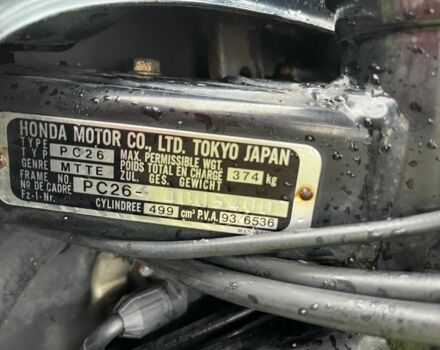 HONDA MOTOR CO., LTD. TOKYO JAPAN
TYPE
TYP PC26 MAX. PERMISSIBLE WGT.
GENRE MTTE POIDS TOTAL EN CHARGE 374 kg
ZUL. GES. GEWICHT
FRAME
NO DE CADRE PC26-
Fz-I-Nr.
CYLINDREE 499 cm³ P.V.A. 93/6536